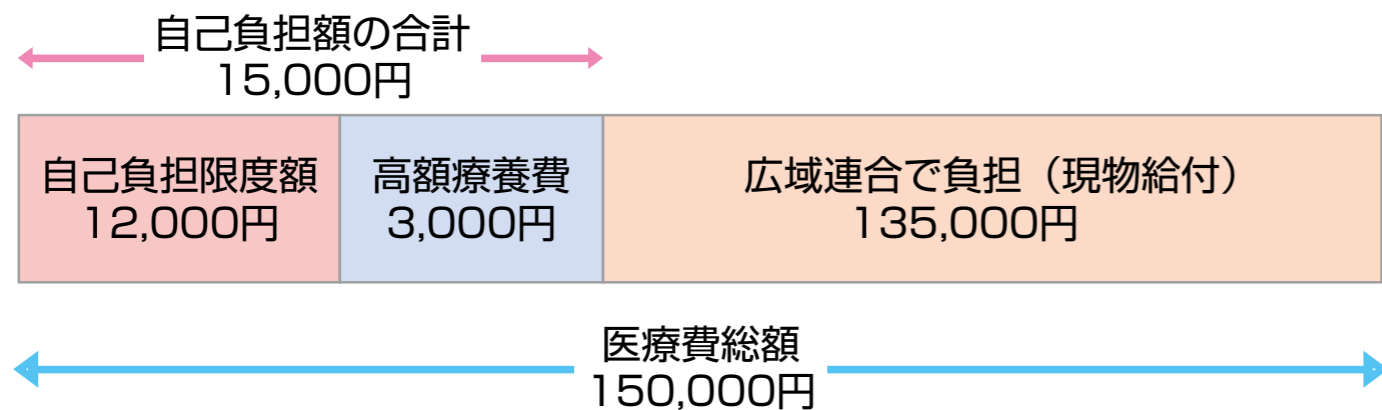 自己負担額の合計
15,000円
自己負担限度額
12,000円
高額療養費
3,000円
広域連合で負担（現物給付）
135,000円
医療費総額
150,000円